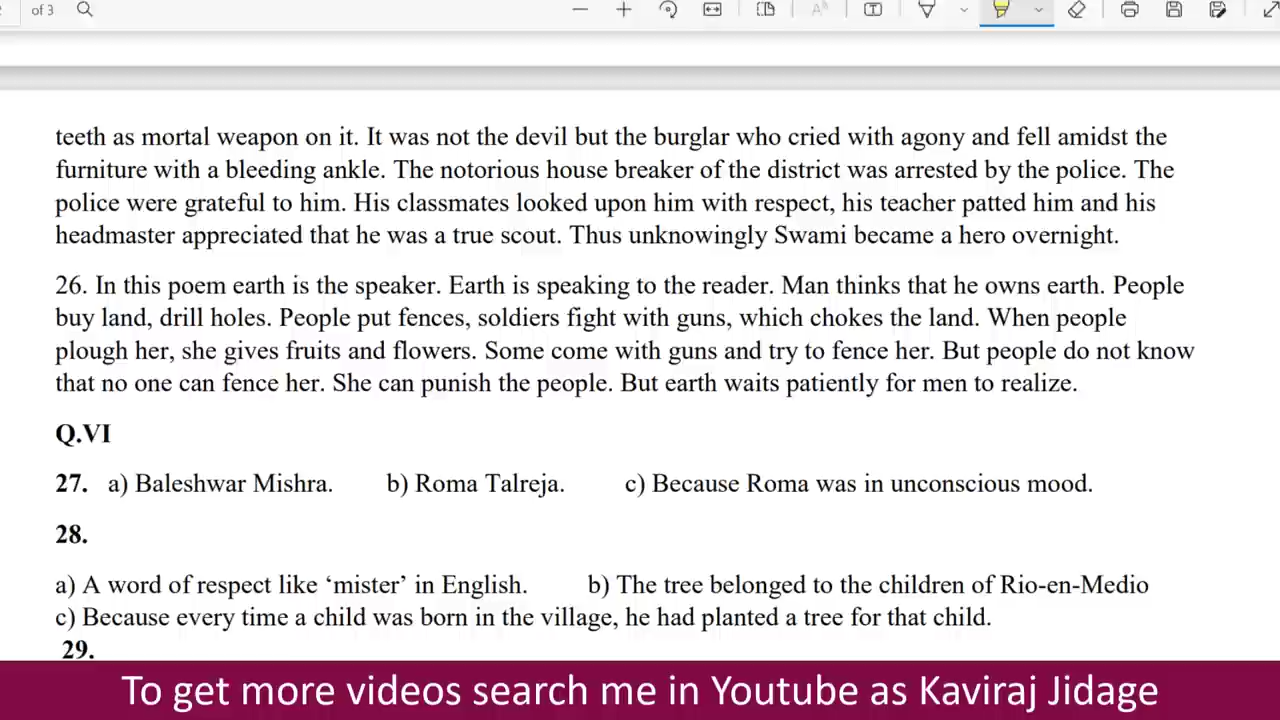 of 3
teeth as mortal weapon on it. It was not the devil but the burglar who cried with agony and fell amidst the
furniture with a bleeding ankle. The notorious house breaker of the district was arrested by the police. The
police were grateful to him. His classmates looked upon him with respect, his teacher patted him and his
headmaster appreciated that he was a true scout. Thus unknowingly Swami became a hero overnight.
26. In this poem earth is the speaker. Earth is speaking to the reader. Man thinks that he owns earth. People
buy land, drill holes. People put fences, soldiers fight with guns, which chokes the land. When people
plough her, she gives fruits and flowers. Some come with guns and try to fence her. But people do not know
that no one can fence her. She can punish the people. But earth waits patiently for men to realize.
Q.VI
27. a) Baleshwar Mishra. b) Roma Talreja. c) Because Roma was in unconscious mood.
28.
a) A word of respect like ‘mister’ in English. b) The tree belonged to the children of Rio-en-Medio
c) Because every time a child was born in the village, he had planted a tree for that child.
29.
To get more videos search me in Youtube as Kaviraj Jidage